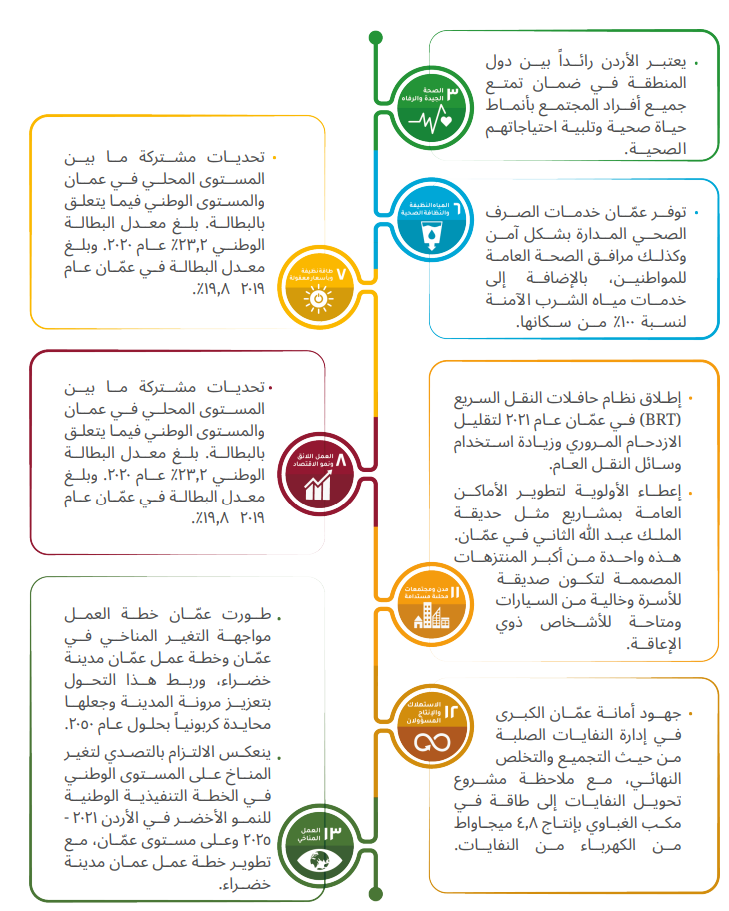 ٣ الصحة
الجيدة والرفاه
يعتبر الأردن رائداً بين دول
المنطقة في ضمان تمتع
جميع أفراد المجتمع بأنماط
حياة صحية وتلبية احتياجاتهم
الصحية.
٦ المياه النظيفة
والنظافة الصحية
توفر عمّان خدمات الصرف
الصحي المدارة بشكل آمن
وكذلك مرافق الصحة العامة
للمواطنين، بالإضافة إلى
خدمات مياه الشرب الآمنة
لنسبة ١٠٠٪ من سكانها.
٧ طاقة نظيفة
وبأسعار معقولة
تحديات مشتركة ما بين
المستوى المحلي في عمان
والمستوى الوطني فيما يتعلق
بالبطالة. بلغ معدل البطالة
الوطني ٢٣,٢٪ عام ٢٠٢٠. وبلغ
معدل البطالة في عمّان عام
٢٠١٩ ١٩,٨٪.
٨ العمل اللائق
ونمو الاقتصاد
تحديات مشتركة ما بين
المستوى المحلي في عمان
والمستوى الوطني فيما يتعلق
بالبطالة. بلغ معدل البطالة
الوطني ٢٣,٢٪ عام ٢٠٢٠. وبلغ
معدل البطالة في عمّان عام
٢٠١٩ ١٩,٨٪.
١١ مدن ومجتمعات
محلية مستدامة
إطلاق نظام حافلات النقل السريع
(BRT) في عمّان عام ٢٠٢١ لتقليل
الازدحام المروري وزيادة استخدام
وسائل النقل العام.
إعطاء الأولوية لتطوير الأماكن
العامة بمشاريع مثل حديقة
الملك عبد الله الثاني في عمّان.
هذه واحدة من أكبر المنتزهات
المصممة لتكون صديقة
للأسرة وخالية من السيارات
ومتاحة للأشخاص ذوي
الإعاقة.
١٢ الاستهلاك
والإنتاج
المسؤولان
جهود أمانة عمّان الكبرى
في إدارة النفايات الصلبة
من حيث التجميع والتخلص
النهائي، مع ملاحظة مشروع
تحويل النفايات إلى طاقة في
مكب الغباوي بإنتاج ٤,٨ ميجاواط
من الكهرباء من النفايات.
١٣ العمل
المناخي
طورت عمّان خطة العمل
مواجهة التغير المناخي في
عمّان وخطة عمل عمّان مدينة
خضراء، وربط هذا التحول
بتعزيز مرونة المدينة وجعلها
محايدة كربونياً بحلول عام ٢٠٥٠.
ينعكس الالتزام بالتصدي لتغير
المناخ على المستوى الوطني
في الخطة التنفيذية الوطنية
للنمو الأخضر في الأردن ٢٠٢١ -
٢٠٢٥ وعلى مستوى عمّان، مع
تطوير خطة عمل عمان مدينة
خضراء.